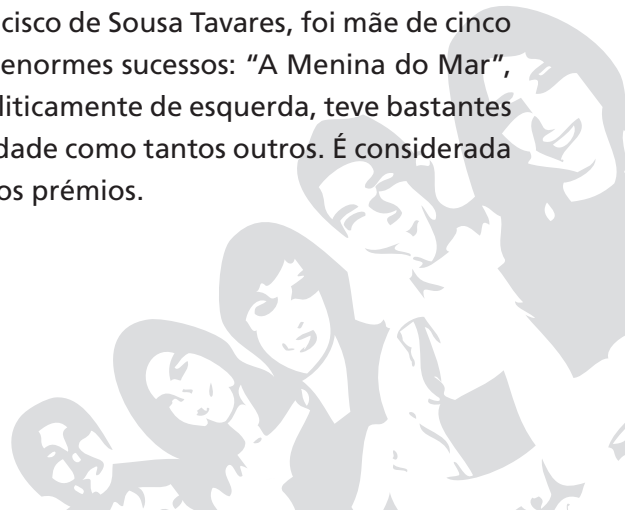 cisco de Sousa Tavares, foi mãe de cinco
enormes sucessos: “A Menina do Mar”,
liticamente de esquerda, teve bastantes
dade como tantos outros. É considerada
os prémios.